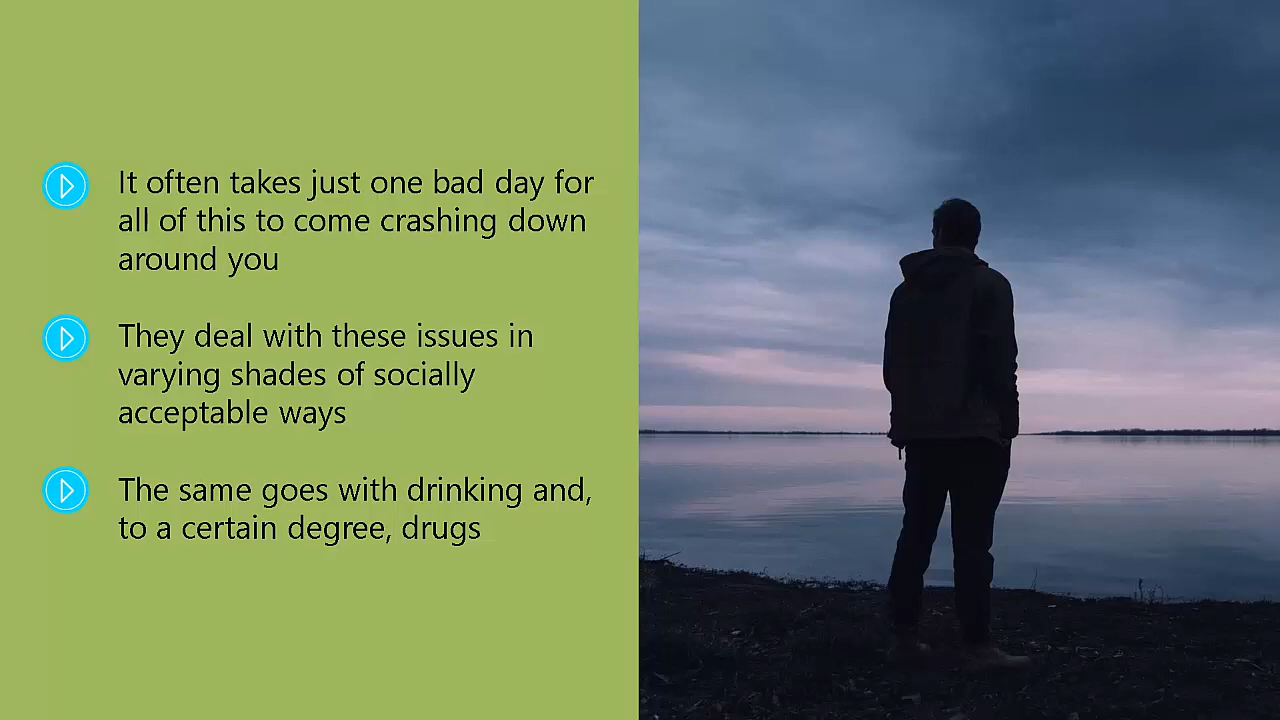 It often takes just one bad day for
all of this to come crashing down
around you
They deal with these issues in
varying shades of socially
acceptable ways
The same goes with drinking and,
to a certain degree, drugs